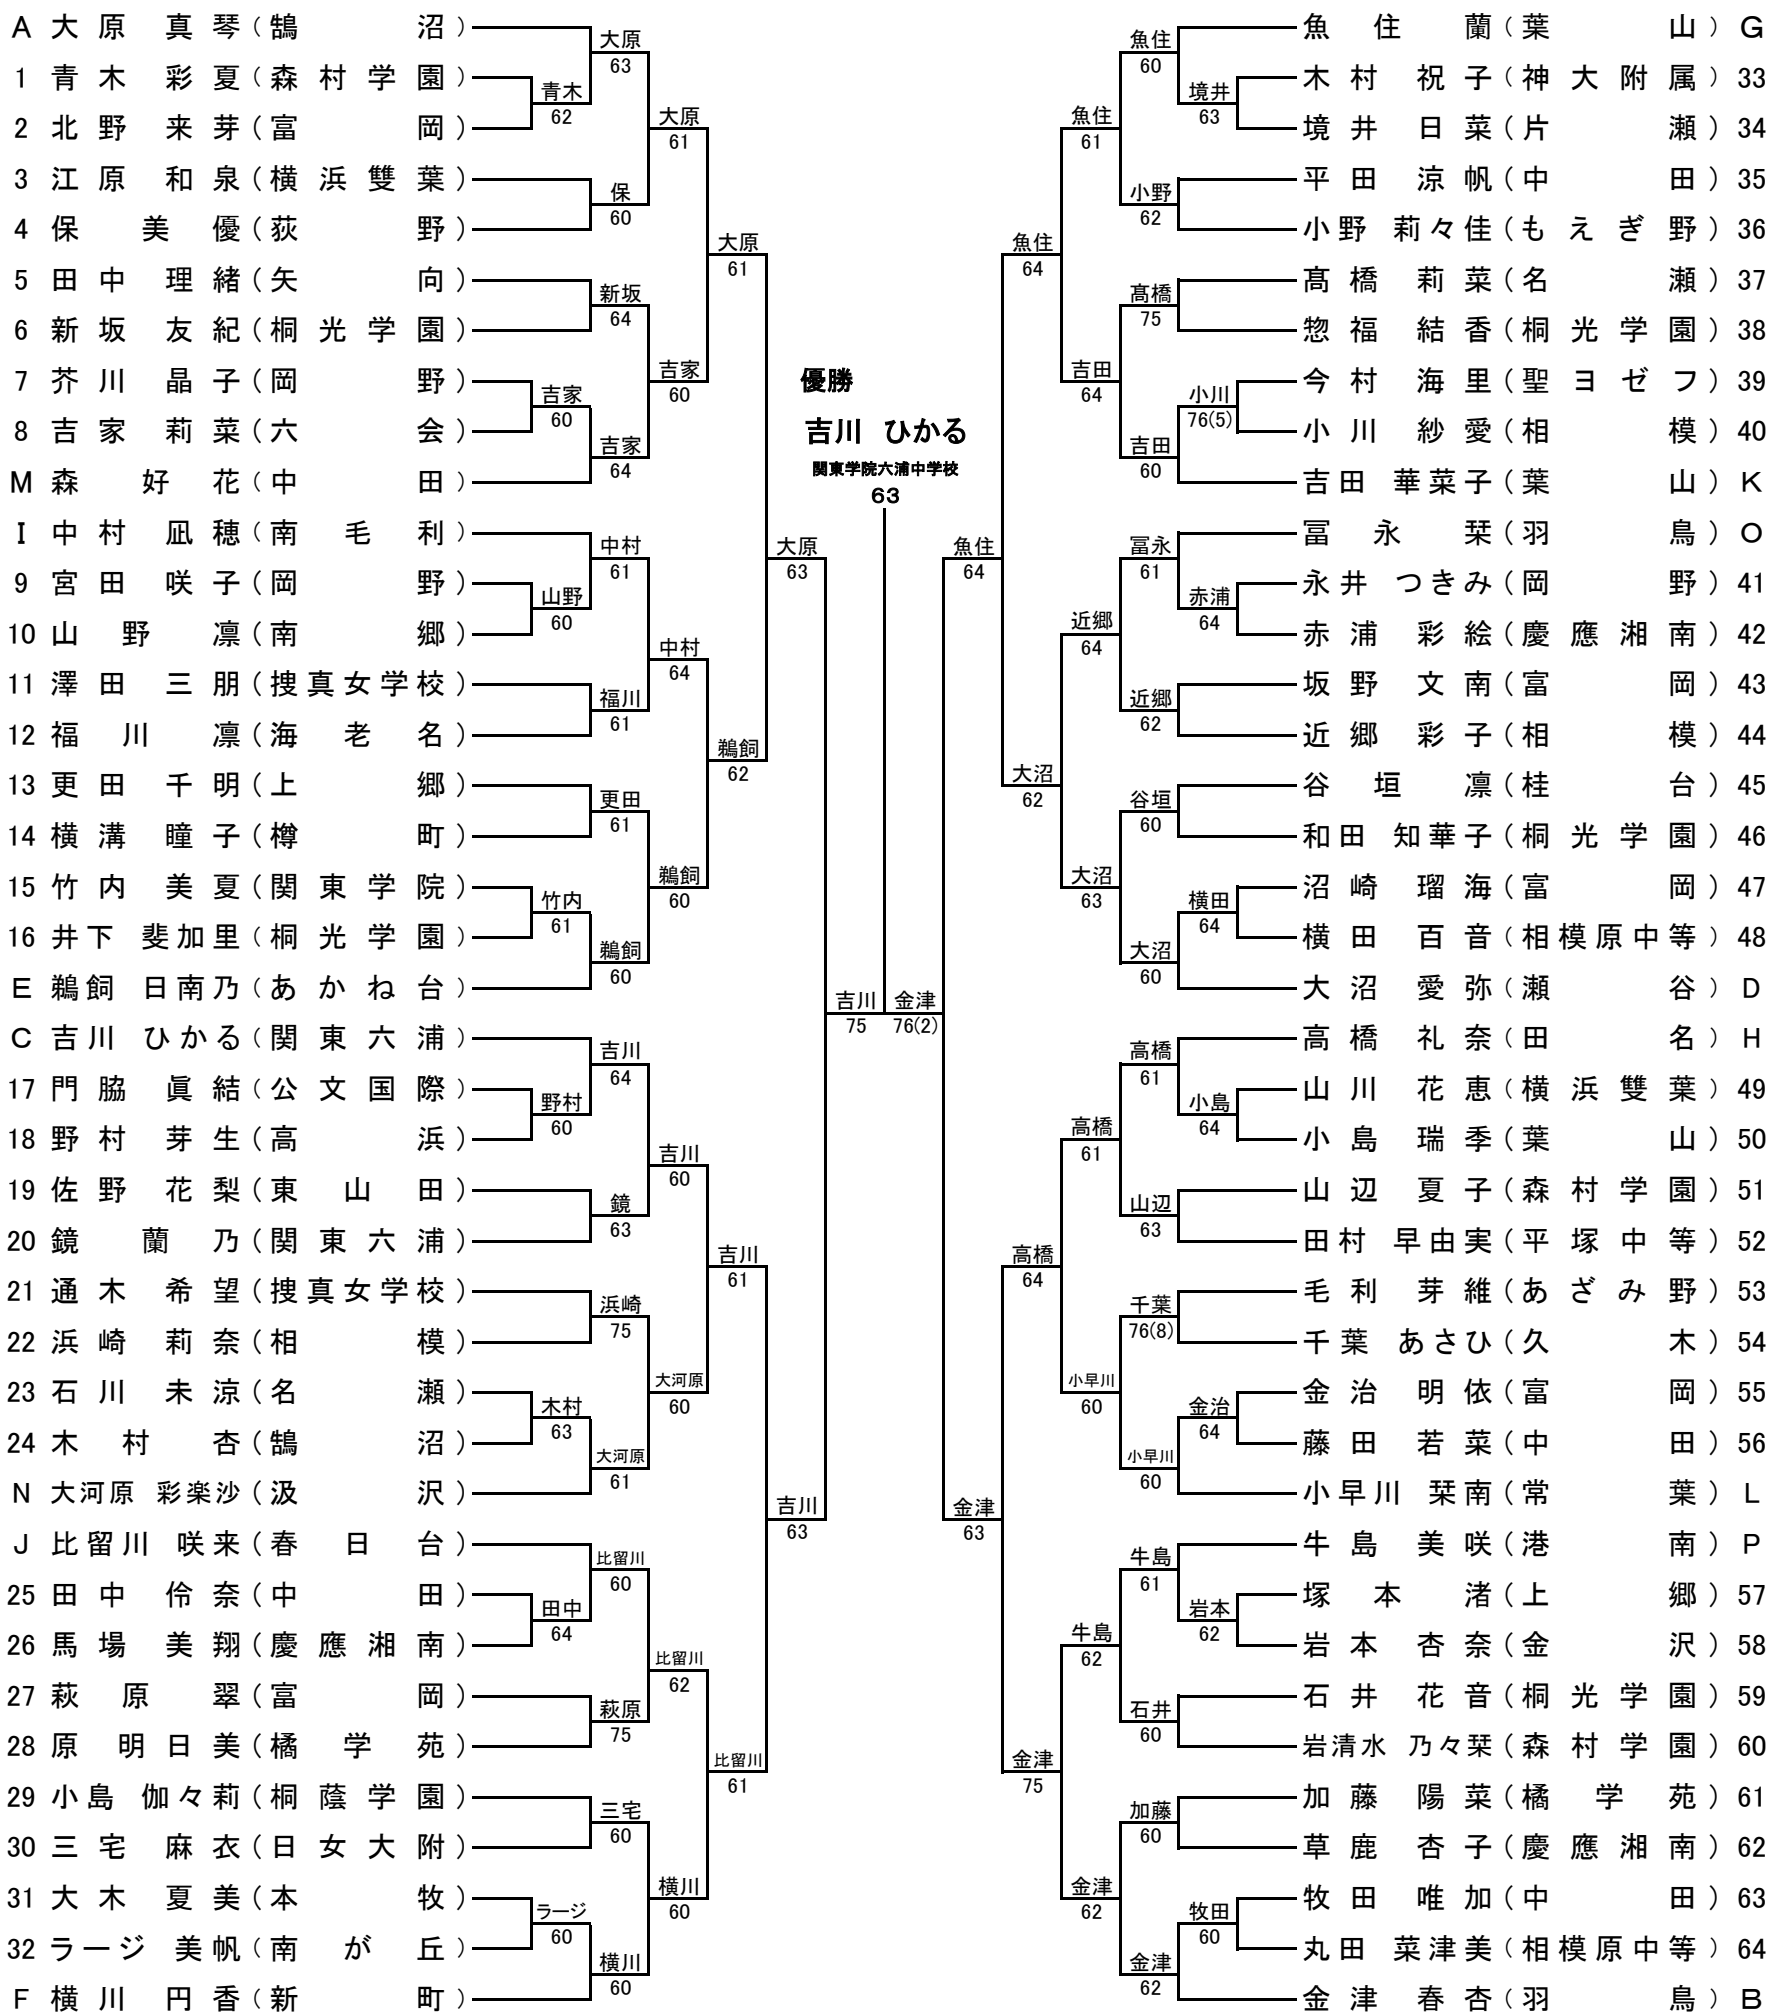 A 大原 真琴(鵠沼)
1 青木 彩夏(森村学園)
2 北野 来芽(富岡)
3 江原 和泉(横浜雙葉)
4 保 美優(荻野)
5 田中 理緒(矢向)
6 新坂 友紀(桐光学園)
7 芥川 晶子(岡野)
8 吉家 莉菜(六会)
M 森 好花(中田)
I 中村 凪穂(南毛利)
9 宮田 咲子(岡野)
10 山野 凛(南郷)
11 澤田 三朋(捜真女学校)
12 福川 凛(海老名)
13 更田 千明(上郷)
14 横溝 瞳子(樽町)
15 竹内 美夏(関東学院)
16 井下 斐加里(桐光学園)
E 鵜飼 日南乃(あかね台)
C 吉川 ひかる(関東六浦)
17 門脇 眞結(公文国際)
18 野村 芽生(高浜)
19 佐野 花梨(東山田)
20 鏡 蘭乃(関東六浦)
21 通木 希望(捜真女学校)
22 浜崎 莉奈(相模)
23 石川 未涼(名瀬)
24 木村 杏(鵠沼)
N 大河原 彩楽沙(汲沢)
J 比留川 咲来(春日台)
25 田中 伶奈(中田)
26 馬場 美翔(慶應湘南)
27 萩原 翠(富岡)
28 原 明日美(橘学苑)
29 小島 伽々莉(桐蔭学園)
30 三宅 麻衣(日女大附)
31 大木 夏美(本牧)
32 ラージ 美帆(南が丘)
F 横川 円香(新町)
青木
62
吉家
60
山野
60
竹内
61
野村
60
木村
63
田中
64
ラージ
60
大原
63
保
60
新坂
64
吉家
64
中村
61
福川
61
更田
61
鵜飼
60
吉川
64
鏡
63
浜崎
75
大河原
61
比留川
60
萩原
75
三宅
60
横川
60
大原
61
吉家
60
中村
64
鵜飼
60
吉川
60
大河原
60
比留川
62
横川
60
大原
61
鵜飼
62
吉川
61
比留川
61
大原
63
吉川
63
吉川
75
優勝
吉川 ひかる
関東学院六浦中学校
63
金津
76(2)
魚住
64
金津
63
魚住
64
大沼
62
高橋
64
金津
75
魚住
61
吉田
64
近郷
64
大沼
63
高橋
61
小早川
60
牛島
62
金津
62
魚住
60
小野
62
髙橋
75
吉田
60
冨永
61
近郷
62
谷垣
60
大沼
60
高橋
61
山辺
63
千葉
76(8)
小早川
60
牛島
61
石井
60
加藤
60
金津
62
境井
63
小川
76(5)
赤浦
64
横田
64
小島
64
金治
64
岩本
62
牧田
60
魚住 蘭(葉山) G
木村 祝子(神大附属) 33
境井 日菜(片瀬) 34
平田 涼帆(中田) 35
小野 莉々佳(もえぎ野) 36
髙橋 莉菜(名瀬) 37
惣福 結香(桐光学園) 38
今村 海里(聖ヨゼフ) 39
小川 紗愛(相模) 40
吉田 華菜子(葉山) K
冨永 栞(羽鳥) O
永井 つきみ(岡野) 41
赤浦 彩絵(慶應湘南) 42
坂野 文南(富岡) 43
近郷 彩子(相模) 44
谷垣 凛(桂台) 45
和田 知華子(桐光学園) 46
沼崎 瑠海(富岡) 47
横田 百音(相模原中等) 48
大沼 愛弥(瀬谷) D
高橋 礼奈(田名) H
山川 花恵(横浜雙葉) 49
小島 瑞季(葉山) 50
山辺 夏子(森村学園) 51
田村 早由実(平塚中等) 52
毛利 芽維(あざみ野) 53
千葉 あさひ(久木) 54
金治 明依(富岡) 55
藤田 若菜(中田) 56
小早川 栞南(常葉) L
牛島 美咲(港南) P
塚本 渚(上郷) 57
岩本 杏奈(金沢) 58
石井 花音(桐光学園) 59
岩清水 乃々栞(森村学園) 60
加藤 陽菜(橘学苑) 61
草鹿 杏子(慶應湘南) 62
牧田 唯加(中田) 63
丸田 菜津美(相模原中等) 64
金津 春杏(羽鳥) B